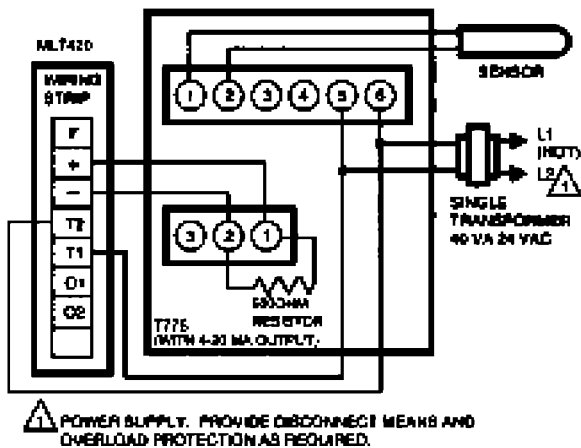 ML7420
WIRING
STRIP
F
+
−
T2
T1
O1
O2
1 2 3 4 5 6
SENSOR
L1
(HOT)
L2
1
SINGLE
TRANSFORMER
40 VA 24 VAC
3 2 1
OHM
RESISTOR
T775
(WITH 4-20 MA OUTPUT)
1 POWER SUPPLY. PROVIDE DISCONNECT MEANS AND
OVERLOAD PROTECTION AS REQUIRED.